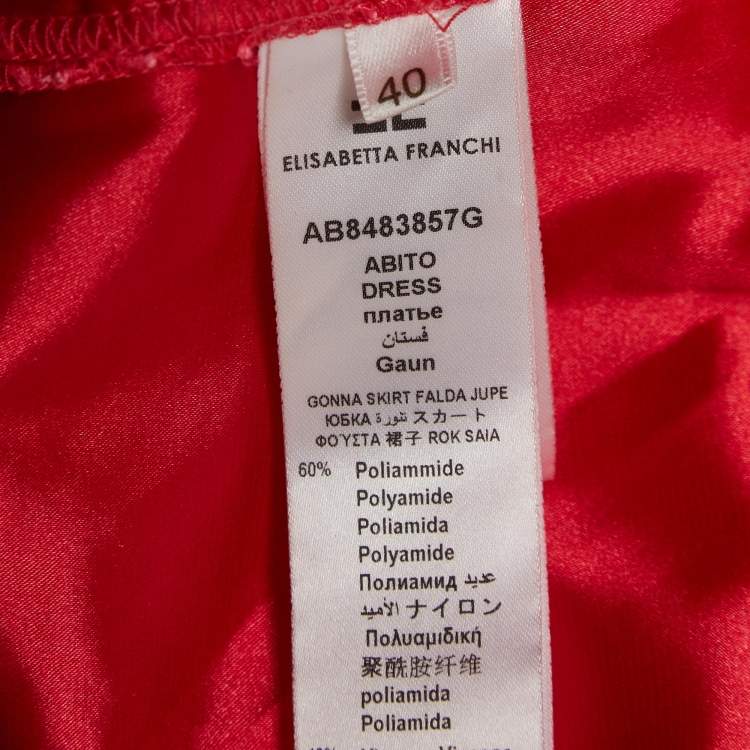 40
ELISABETTA FRANCHI
AB8483857G
ABITO
DRESS
платье
فستان
Gaun
GONNA SKIRT FALDA JUPE
ЮБКА تنورة スカート
ΦΟΎΣΤΑ 裙子 ROK SAIA
60% Poliammide
Polyamide
Poliamida
Polyamide
Полиамид عديد
الأميد ナイロン
Πολυαμιδική
聚酰胺纤维
poliamida
Poliamida